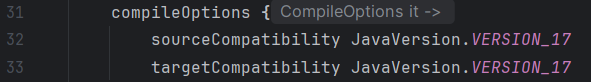 31 compileOptions { CompileOptions it ->
32 sourceCompatibility JavaVersion.VERSION_17
33 targetCompatibility JavaVersion.VERSION_17